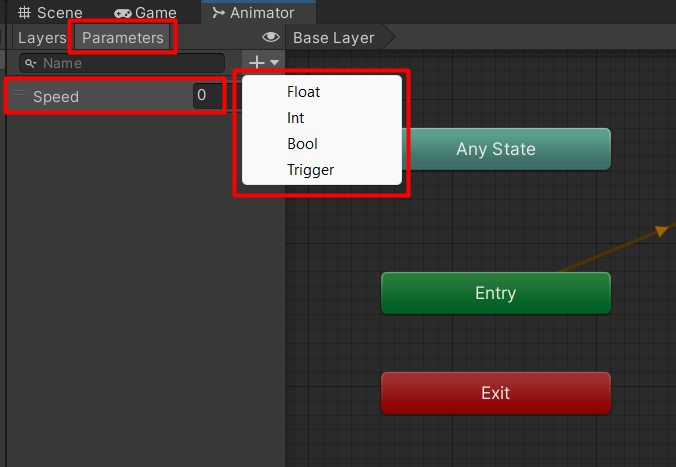 Scene Game Animator
Layers Parameters Base Layer
Name
Speed 0
Float
Int
Bool
Trigger
Any State
Entry
Exit